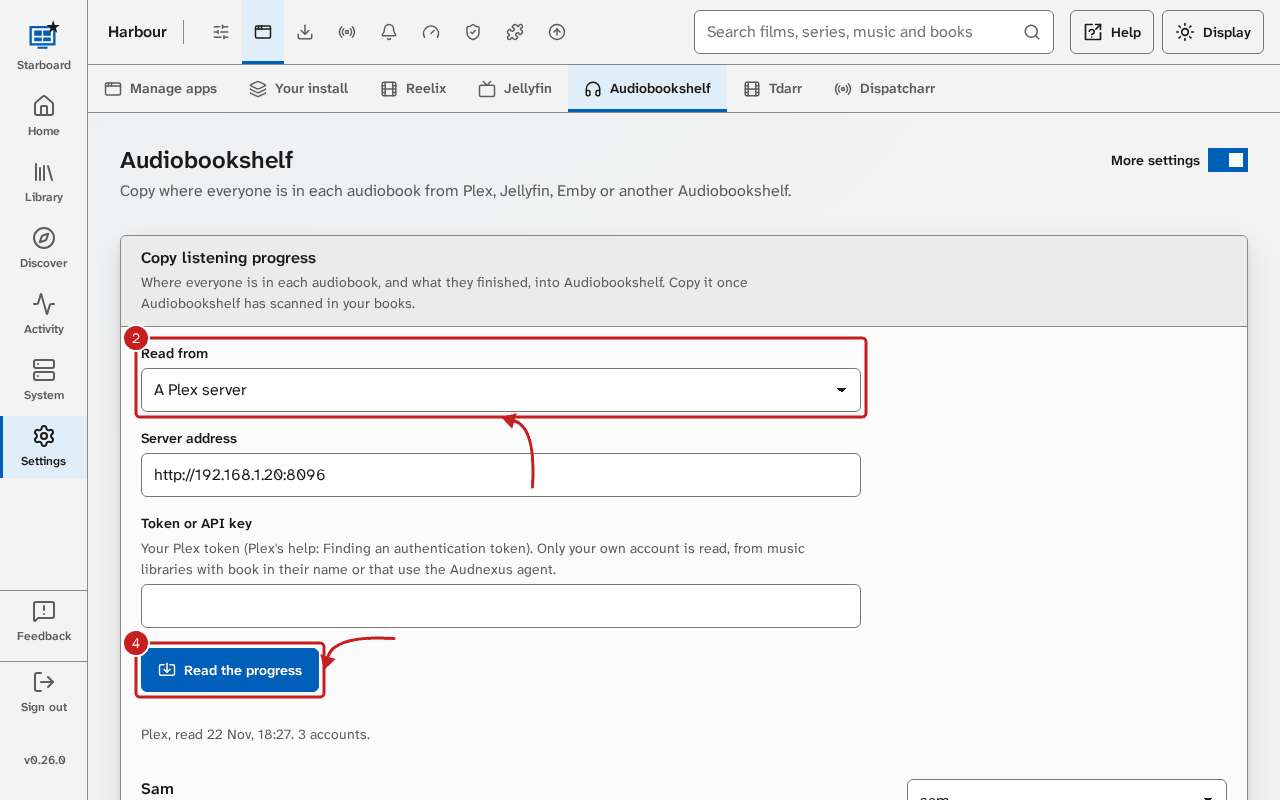 Starboard
Home
Library
Discover
Activity
System
Settings
Feedback
Sign out
v0.26.0
Harbour
Search films, series, music and books
Help
Display
Manage apps
Your install
Reelix
Jellyfin
Audiobookshelf
Tdarr
Dispatcharr
Audiobookshelf
More settings
Copy where everyone is in each audiobook from Plex, Jellyfin, Emby or another Audiobookshelf.
Copy listening progress
Where everyone is in each audiobook, and what they finished, into Audiobookshelf. Copy it once
Audiobookshelf has scanned in your books.
2
Read from
A Plex server
Server address
http://192.168.1.20:8096
Token or API key
Your Plex token (Plex's help: Finding an authentication token). Only your own account is read, from music
libraries with book in their name or that use the Audnexus agent.
4
Read the progress
Plex, read 22 Nov, 18:27. 3 accounts.
Sam
sam